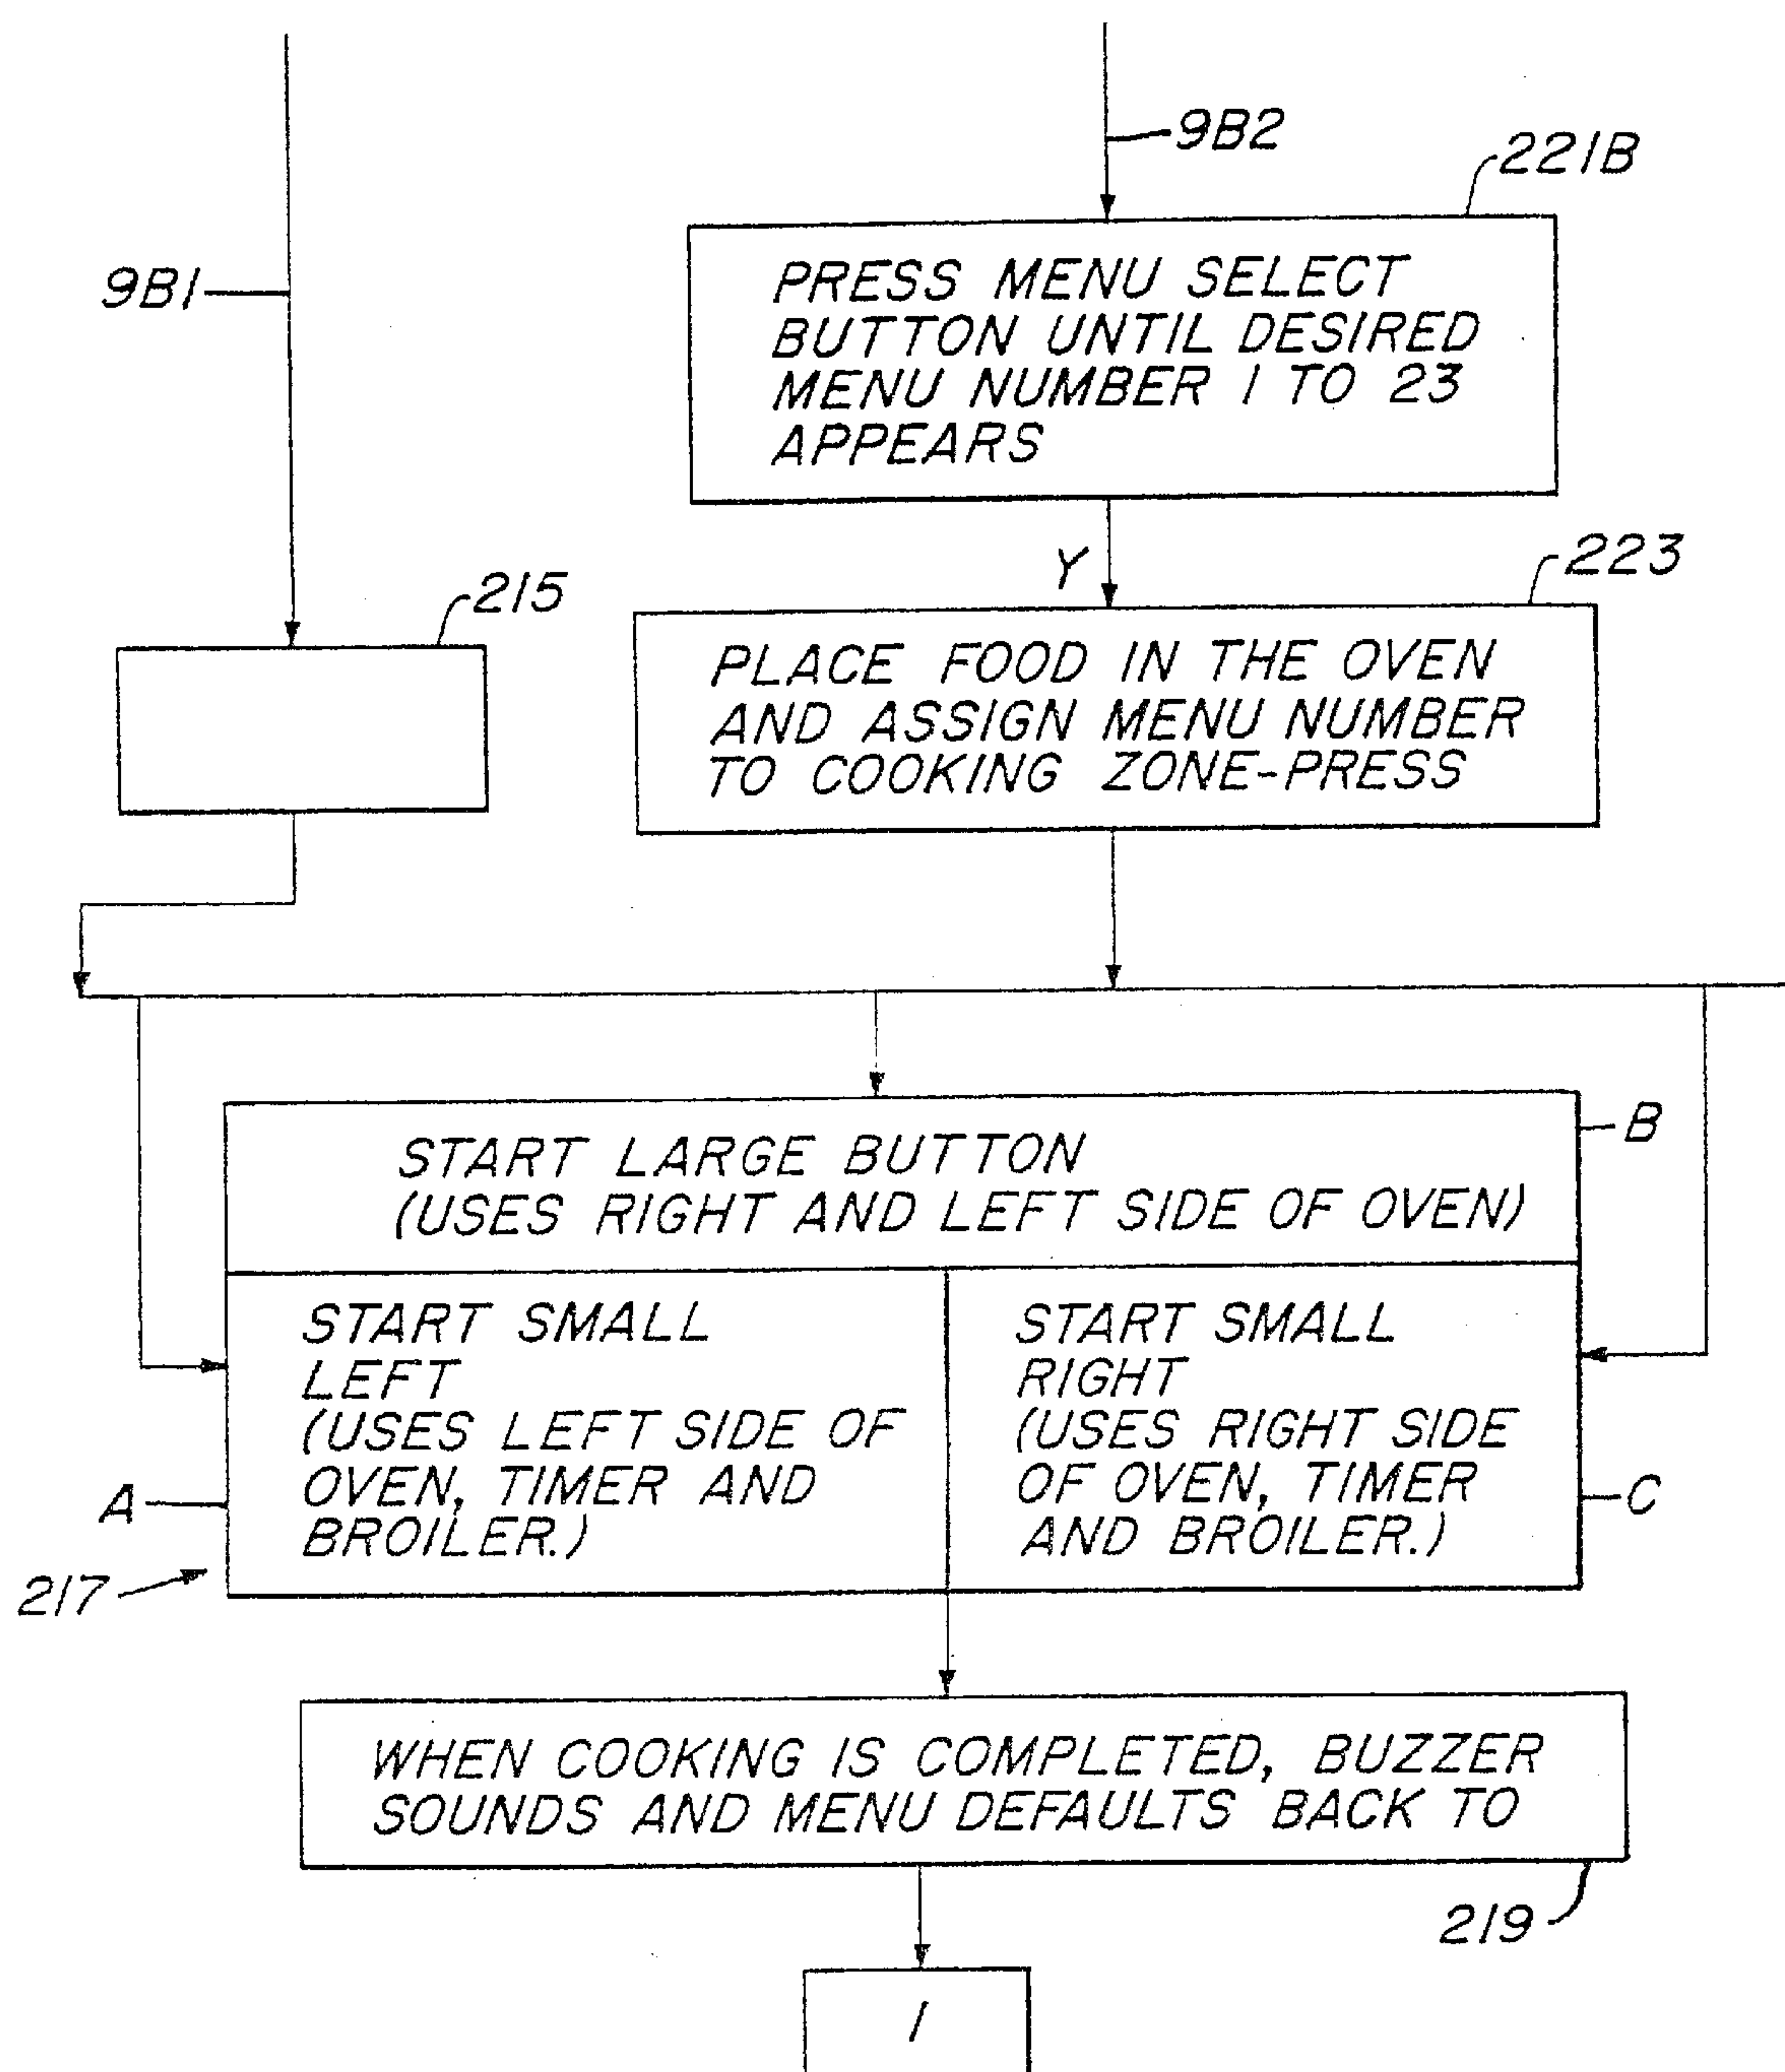 9B2
221B
9B1
PRESS MENU SELECT
BUTTON UNTIL DESIRED
MENU NUMBER 1 TO 23
APPEARS
Y
223
215
PLACE FOOD IN THE OVEN
AND ASSIGN MENU NUMBER
TO COOKING ZONE-PRESS
B
START LARGE BUTTON
(USES RIGHT AND LEFT SIDE OF OVEN)
START SMALL
LEFT
(USES LEFT SIDE OF
OVEN, TIMER AND
BROILER.)
START SMALL
RIGHT
(USES RIGHT SIDE
OF OVEN, TIMER
AND BROILER.)
A
C
217
WHEN COOKING IS COMPLETED, BUZZER
SOUNDS AND MENU DEFAULTS BACK TO
219
1